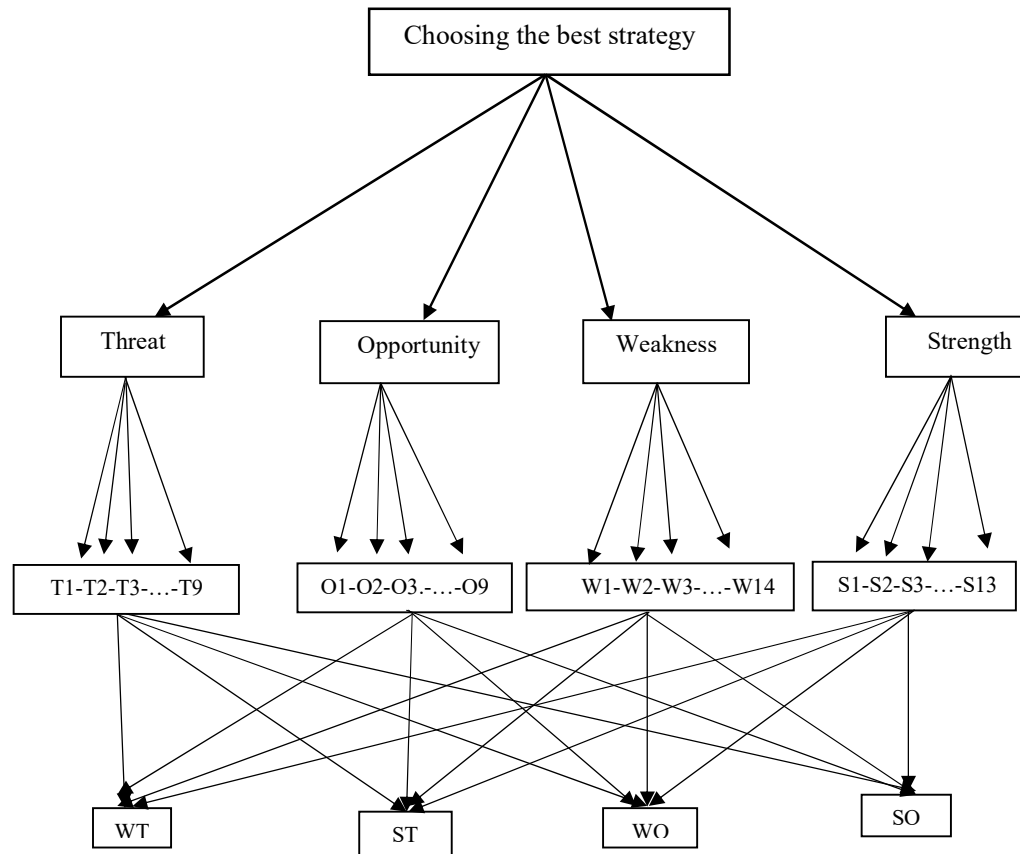 Choosing the best strategy
Threat
Opportunity
Weakness
Strength
T1-T2-T3-…-T9
O1-O2-O3.-…-O9
W1-W2-W3-…-W14
S1-S2-S3-…-S13
WT
ST
WO
SO